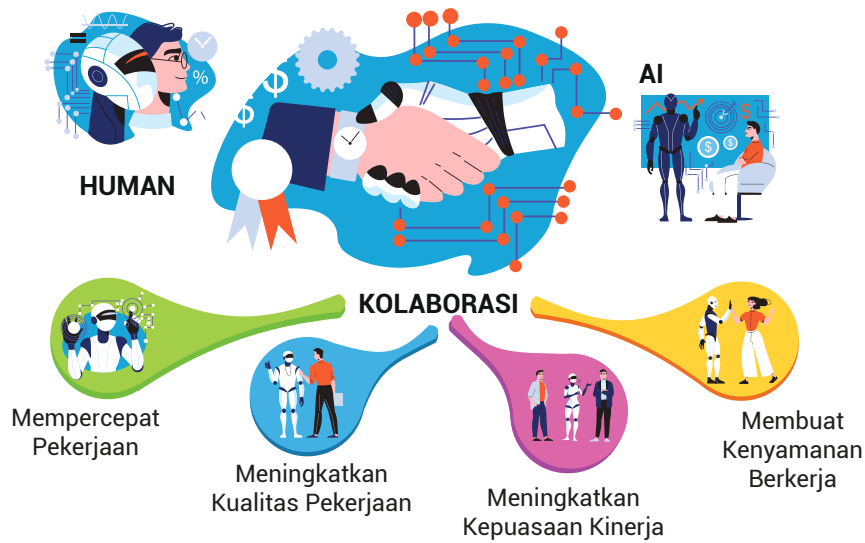 HUMAN
AI
$
$
%
$
$
$
KOLABORASI
Mempercepat
Pekerjaan
Meningkatkan
Kualitas Pekerjaan
Meningkatkan
Kepuasaan Kinerja
Membuat
Kenyamanan
Berkerja